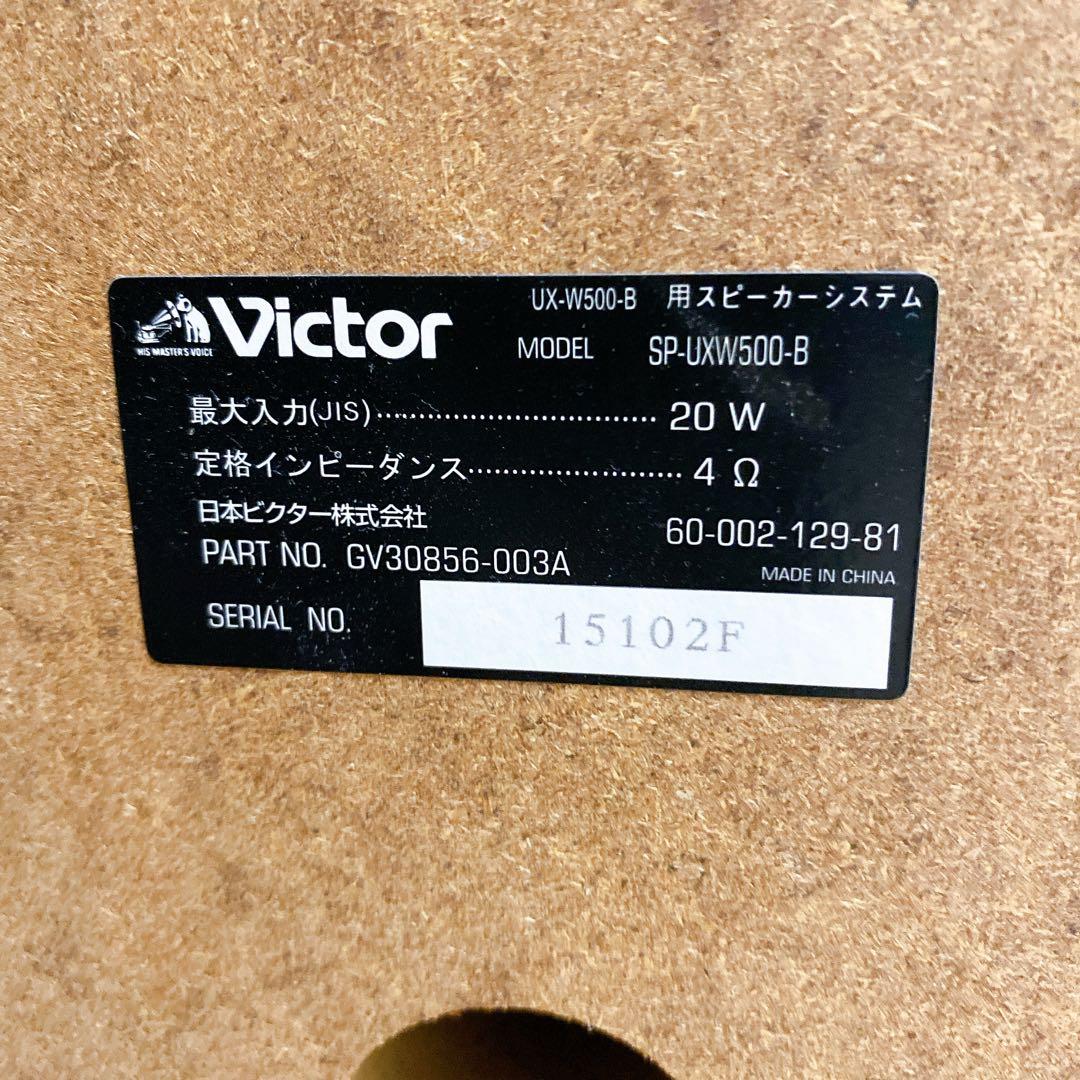 HIS MASTER'S VOICE
Victor
UX-W500-B 用スピーカーシステム
MODEL SP-UXW500-B
最大入力(JIS)································ 20 W
定格インピーダンス························· 4 Ω
日本ビクター株式会社
60-002-129-81
PART NO. GV30856-003A
MADE IN CHINA
SERIAL NO. 15102F